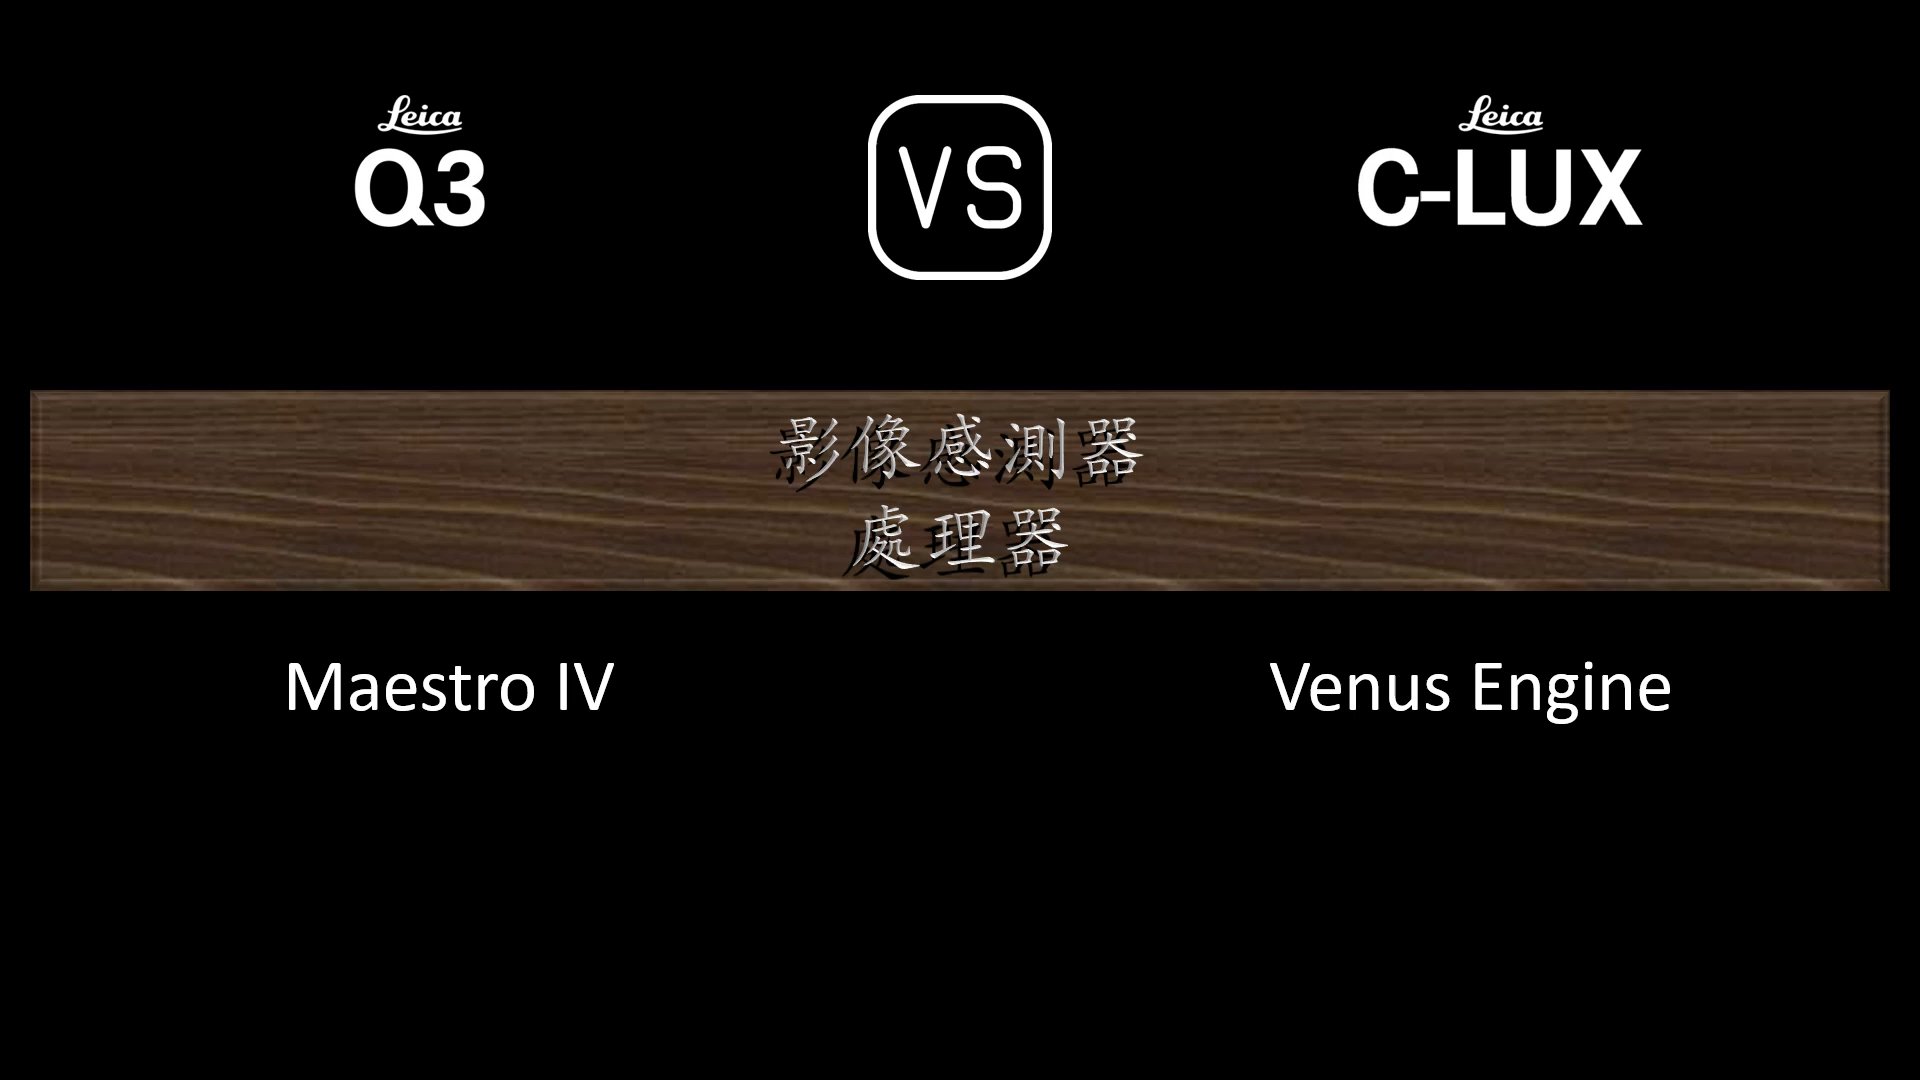 Leica
Q3
VS
Leica
C-LUX
影像感測器
處理器
Maestro IV
Venus Engine